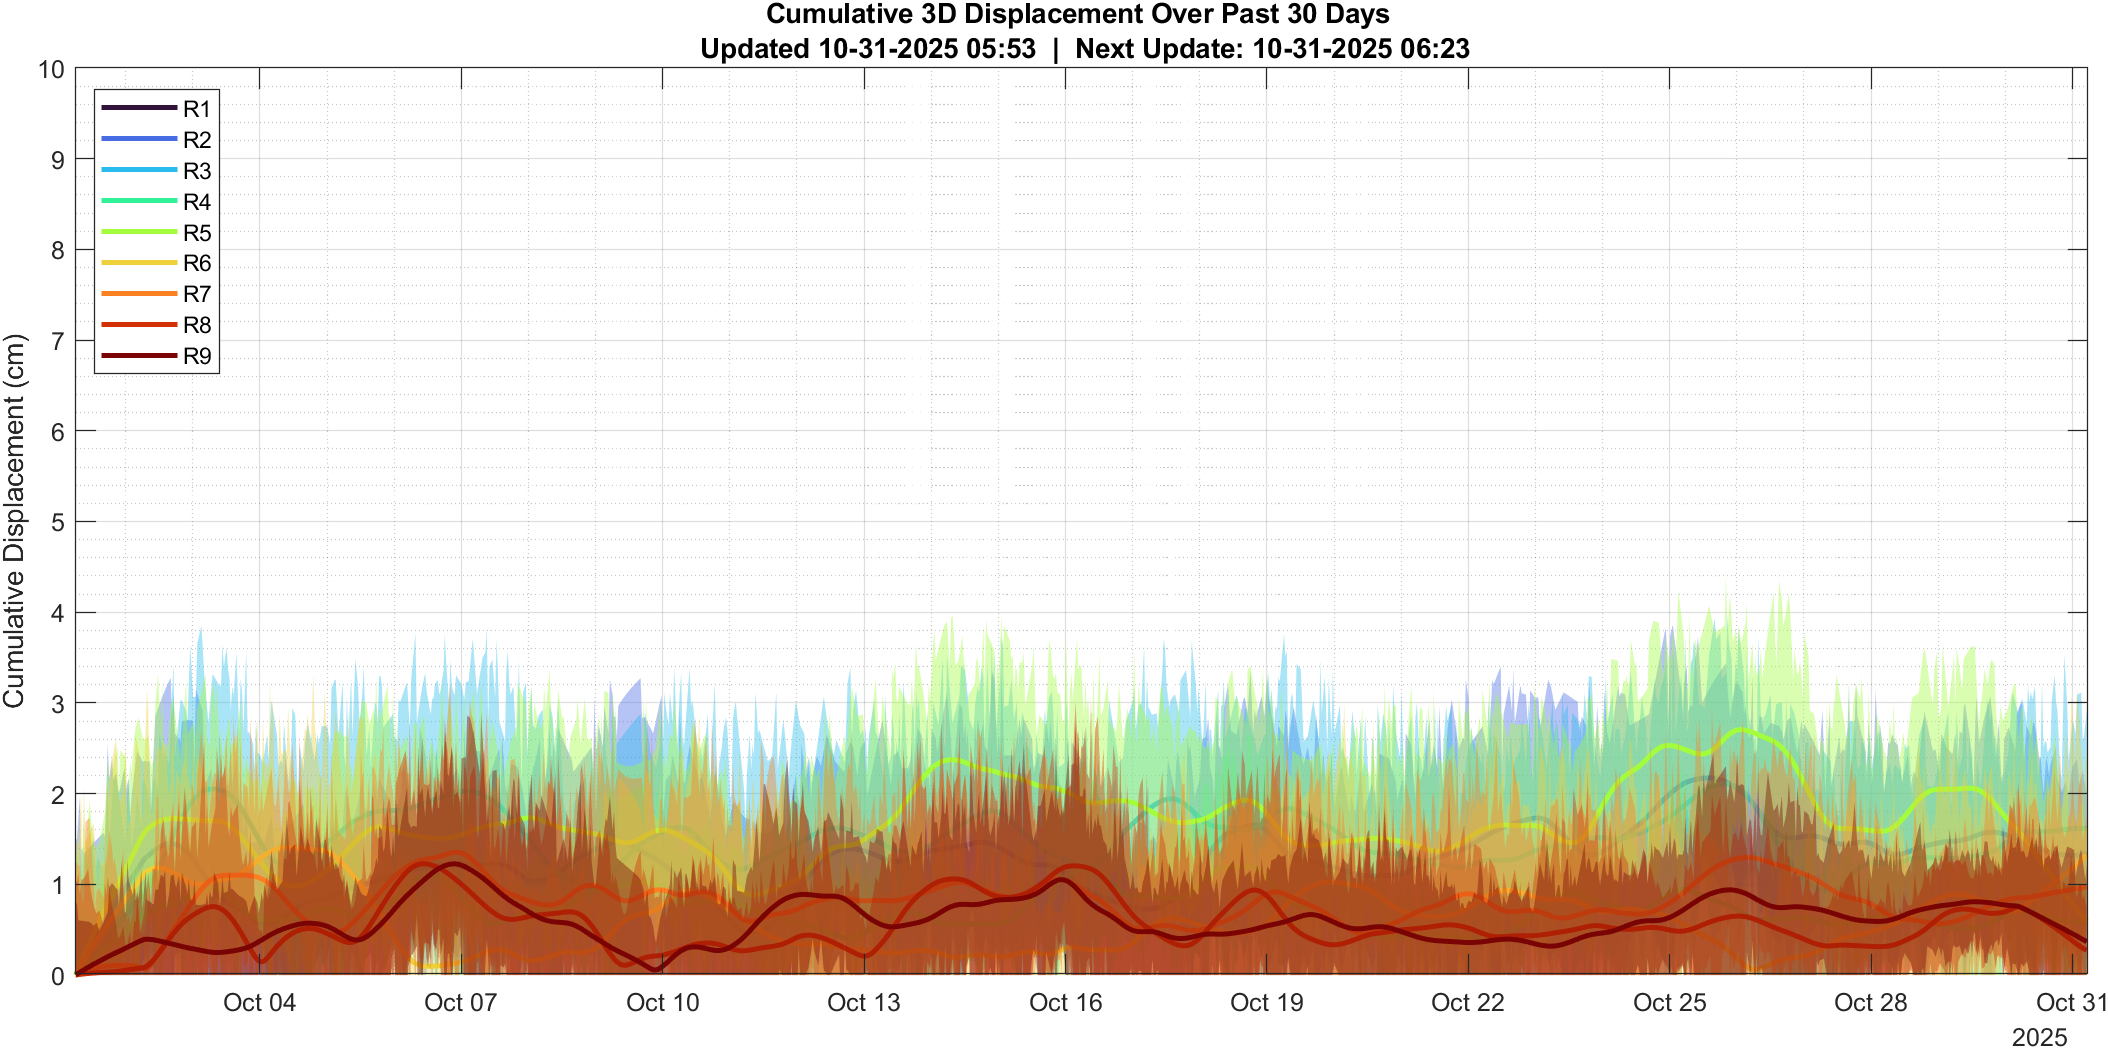 Cumulative 3D Displacement Over Past 30 Days
Updated 10-31-2025 05:53 | Next Update: 10-31-2025 06:23
Cumulative Displacement (cm)
10
9
8
7
6
5
4
3
2
1
0
R1
R2
R3
R4
R5
R6
R7
R8
R9
Oct 04 Oct 07 Oct 10 Oct 13 Oct 16 Oct 19 Oct 22 Oct 25 Oct 28 Oct 31
2025